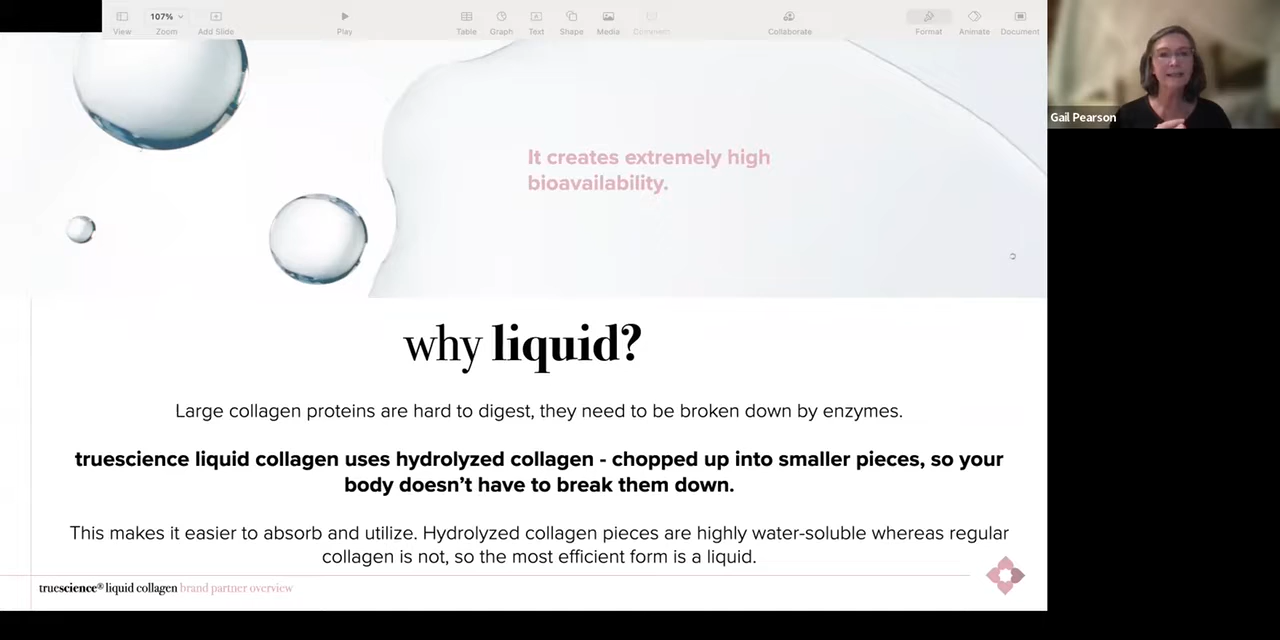 107%
View
Zoom
Add Slide
Play
Table
Graph
Text
Shape
Media
Comment
Collaborate
Format
Animate
Document
Gail Pearson
It creates extremely high
bioavailability.
why liquid?
Large collagen proteins are hard to digest, they need to be broken down by enzymes.
truescience liquid collagen uses hydrolyzed collagen - chopped up into smaller pieces, so your
body doesn’t have to break them down.
This makes it easier to absorb and utilize. Hydrolyzed collagen pieces are highly water-soluble whereas regular
collagen is not, so the most efficient form is a liquid.
truescience® liquid collagen brand partner overview